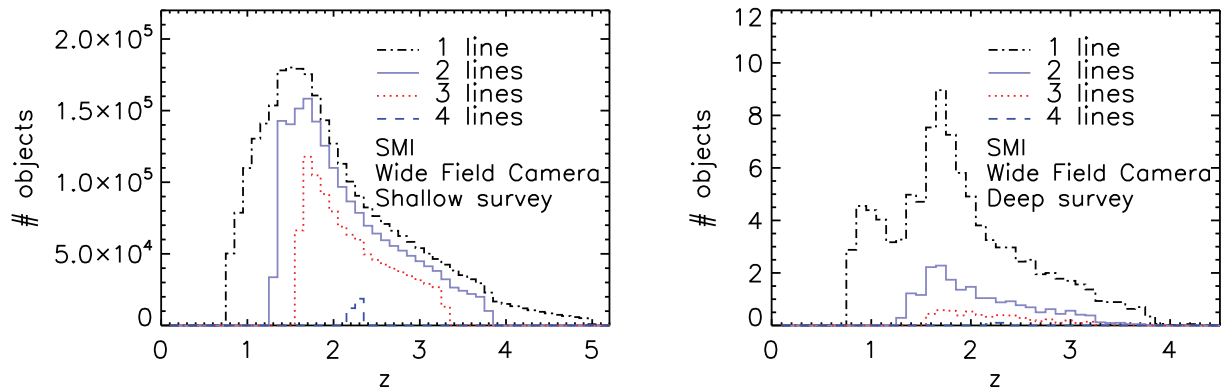 2.0×10⁵
1.5×10⁵
1.0×10⁵
5.0×10⁴
0
# objects
1 line
2 lines
3 lines
4 lines
SMI
Wide Field Camera
Shallow survey
0 1 2 3 4 5
z
12
10
8
6
4
2
0
# objects
1 line
2 lines
3 lines
4 lines
SMI
Wide Field Camera
Deep survey
0 1 2 3 4
z